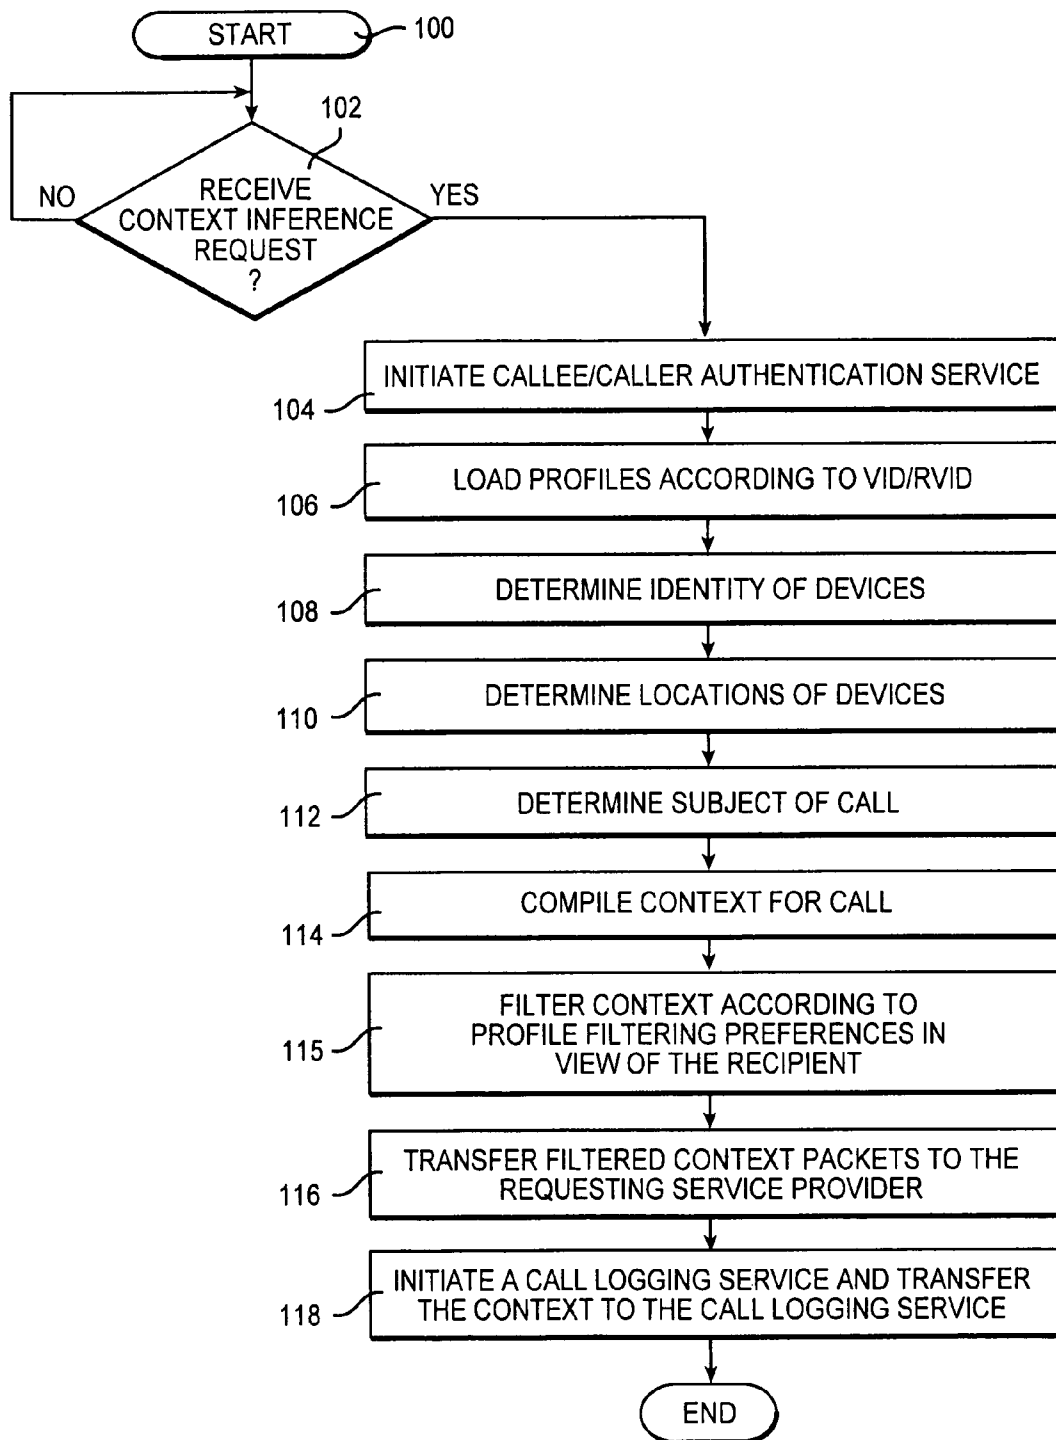 START
100
102
NO
YES
RECEIVE
CONTEXT INFERENCE
REQUEST
?
INITIATE CALLEE/CALLER AUTHENTICATION SERVICE
104
LOAD PROFILES ACCORDING TO VID/RVID
106
DETERMINE IDENTITY OF DEVICES
108
DETERMINE LOCATIONS OF DEVICES
110
DETERMINE SUBJECT OF CALL
112
COMPILE CONTEXT FOR CALL
114
FILTER CONTEXT ACCORDING TO
PROFILE FILTERING PREFERENCES IN
VIEW OF THE RECIPIENT
115
TRANSFER FILTERED CONTEXT PACKETS TO THE
REQUESTING SERVICE PROVIDER
116
INITIATE A CALL LOGGING SERVICE AND TRANSFER
THE CONTEXT TO THE CALL LOGGING SERVICE
118
END